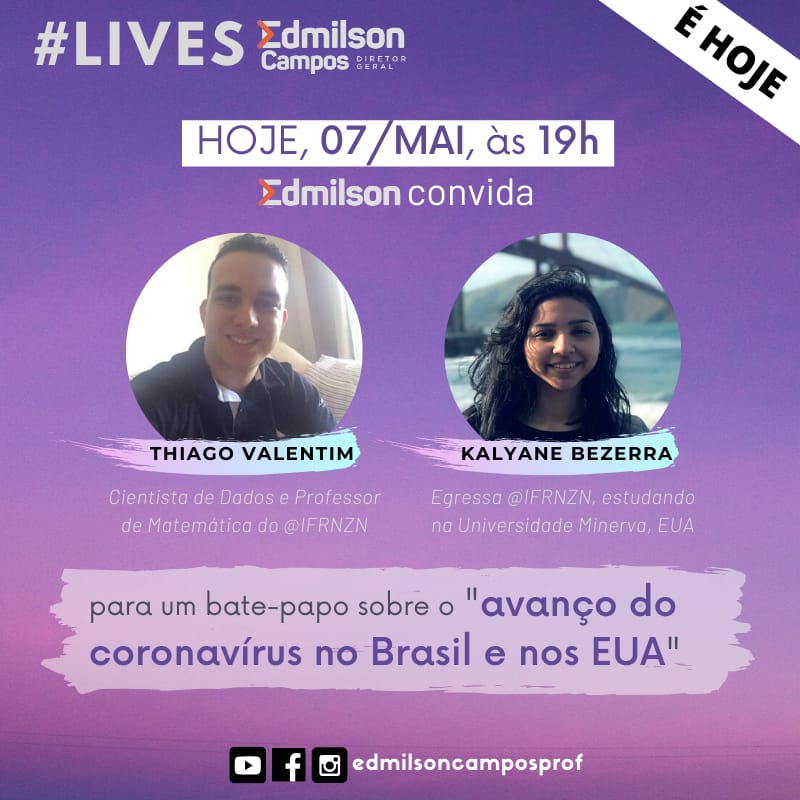 #LIVES Edmilson Campos DIRETOR GERAL
É HOJE
HOJE, 07/MAI, às 19h
Edmilson convida
THIAGO VALENTIM
Cientista de Dados e Professor
de Matemática do @IFRNZN
KALYANE BEZERRA
Egressa @IFRNZN, estudando
na Universidade Minerva, EUA
para um bate-papo sobre o "avanço do
coronavírus no Brasil e nos EUA"
edmilsoncamposprof